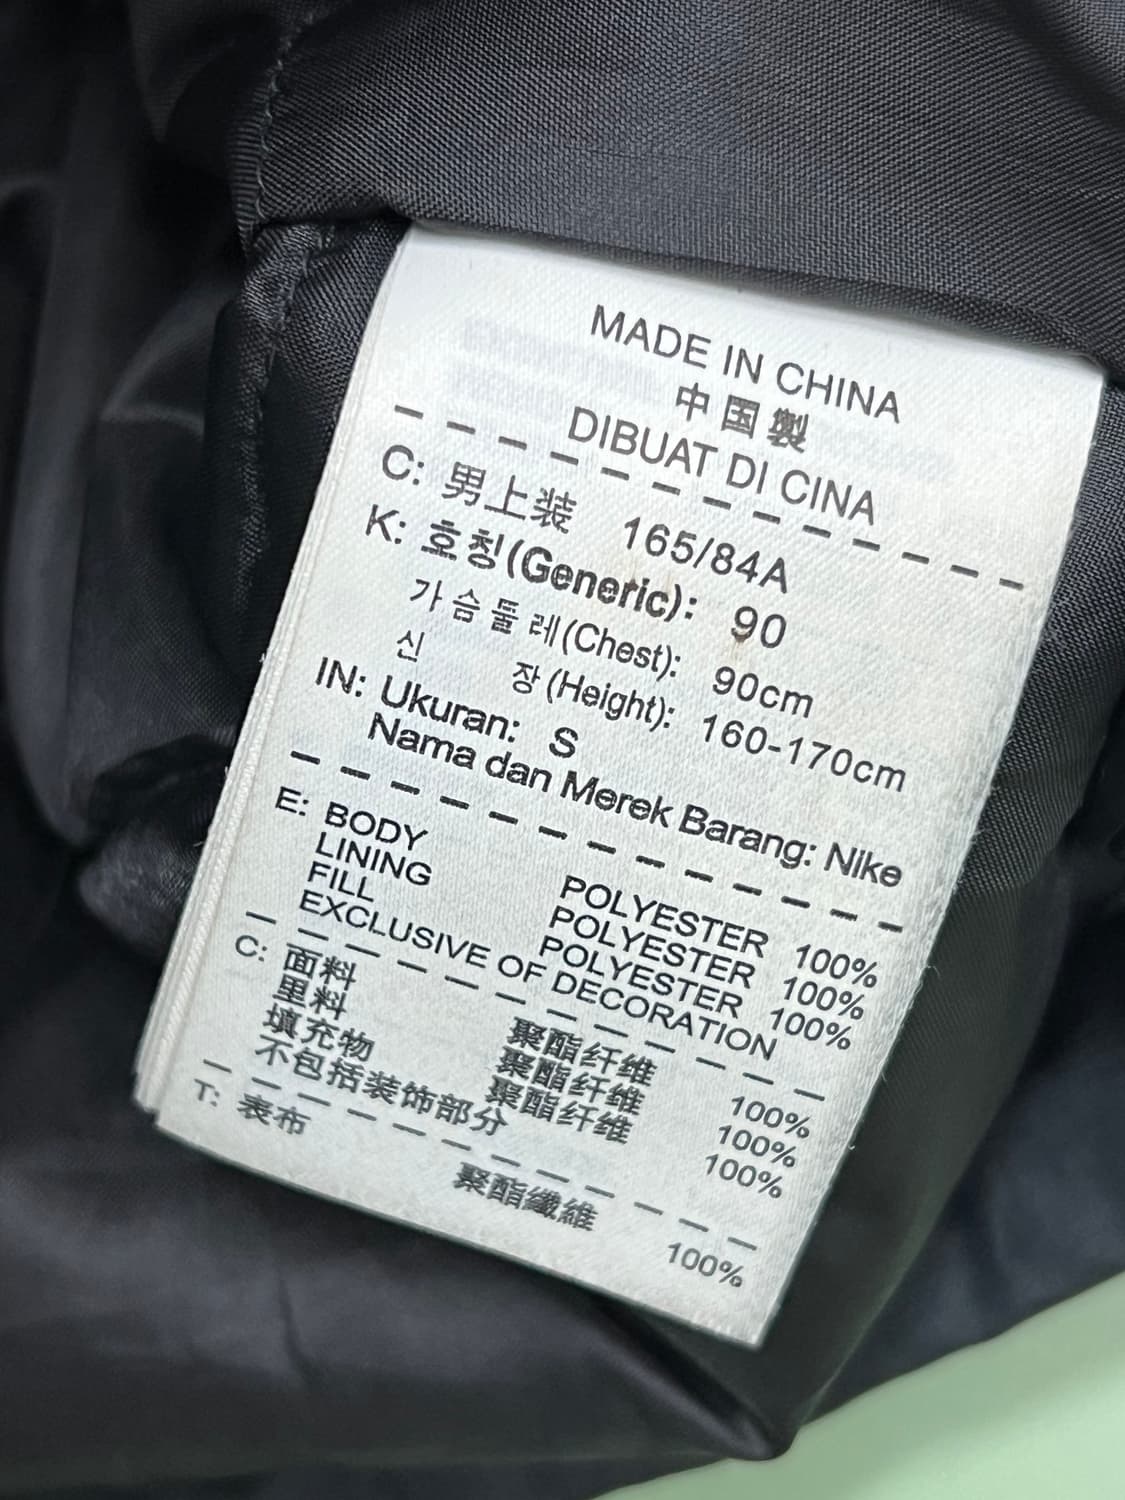 MADE IN CHINA
中国製
DIBUAT DI CINA
C: 男上装 165/84A
K: 호칭(Generic): 90
가슴둘레(Chest): 90cm
신 장(Height): 160-170cm
IN: Ukuran: S
Nama dan Merek Barang: Nike
E: BODY POLYESTER 100%
LINING POLYESTER 100%
FILL POLYESTER 100%
EXCLUSIVE OF DECORATION
C: 面料 聚酯纤维 100%
里料 聚酯纤维 100%
填充物 聚酯纤维 100%
不包括装饰部分
T: 表布 聚酯纖維 100%